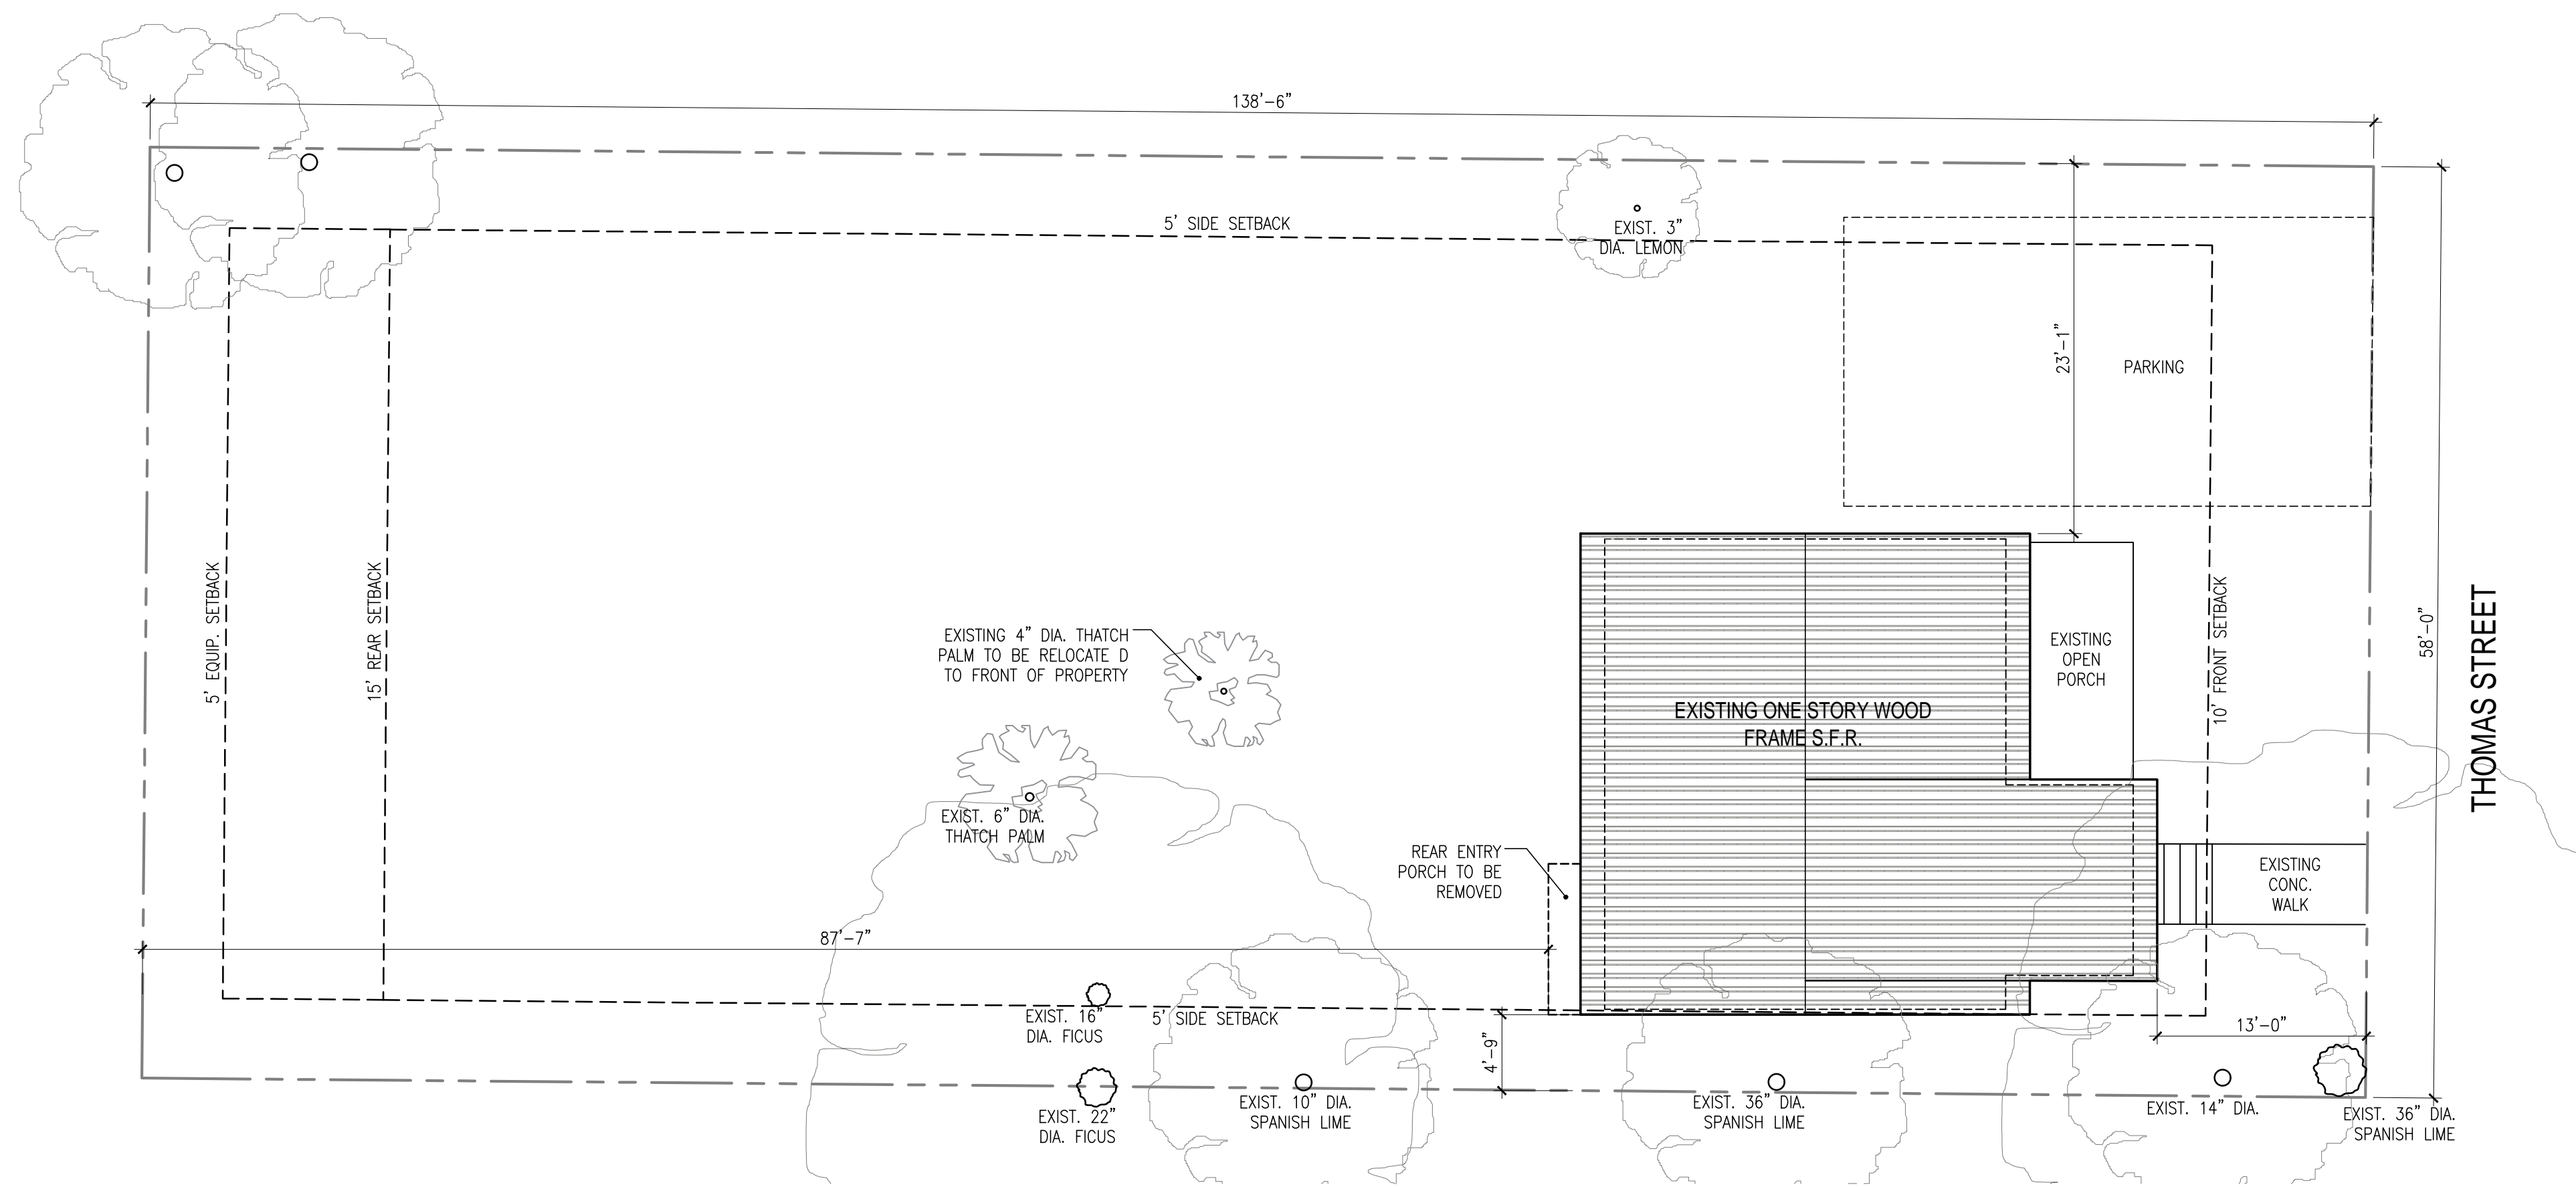 138'-6"
5' SIDE SETBACK
EXIST. 3"
DIA. LEMON
23'-1"
PARKING
5' EQUIP. SETBACK
15' REAR SETBACK
EXISTING 4" DIA. THATCH
PALM TO BE RELOCATE D
TO FRONT OF PROPERTY
EXISTING ONE STORY WOOD
FRAME S.F.R.
EXISTING
OPEN
PORCH
10' FRONT SETBACK
58'-0"
THOMAS STREET
EXIST. 6" DIA.
THATCH PALM
REAR ENTRY
PORCH TO BE
REMOVED
EXISTING
CONC.
WALK
87'-7"
EXIST. 16"
DIA. FICUS
5' SIDE SETBACK
4'-9"
13'-0"
EXIST. 22"
DIA. FICUS
EXIST. 10" DIA.
SPANISH LIME
EXIST. 36" DIA.
SPANISH LIME
EXIST. 14" DIA.
EXIST. 36" DIA.
SPANISH LIME